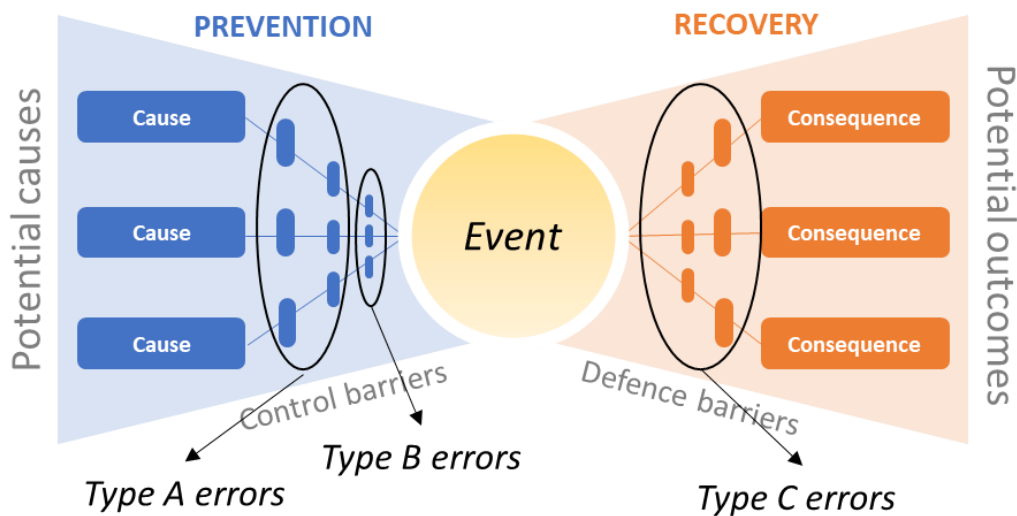 PREVENTION
RECOVERY
Potential causes
Cause
Cause
Cause
Event
Consequence
Consequence
Consequence
Potential outcomes
Control barriers
Defence barriers
Type A errors
Type B errors
Type C errors